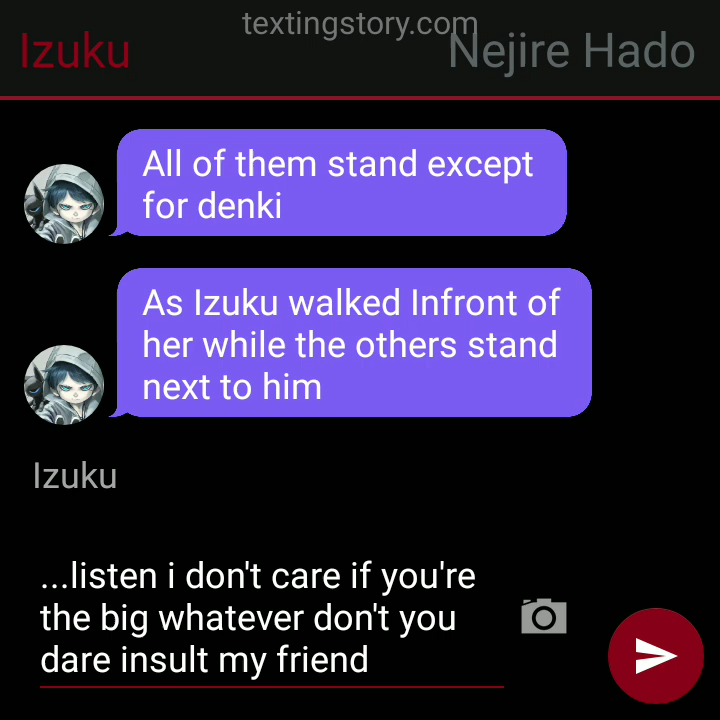 textingstory.com
Izuku
Nejire Hado
All of them stand except
for denki
As Izuku walked Infront of
her while the others stand
next to him
Izuku
...listen i don't care if you're
the big whatever don't you
dare insult my friend